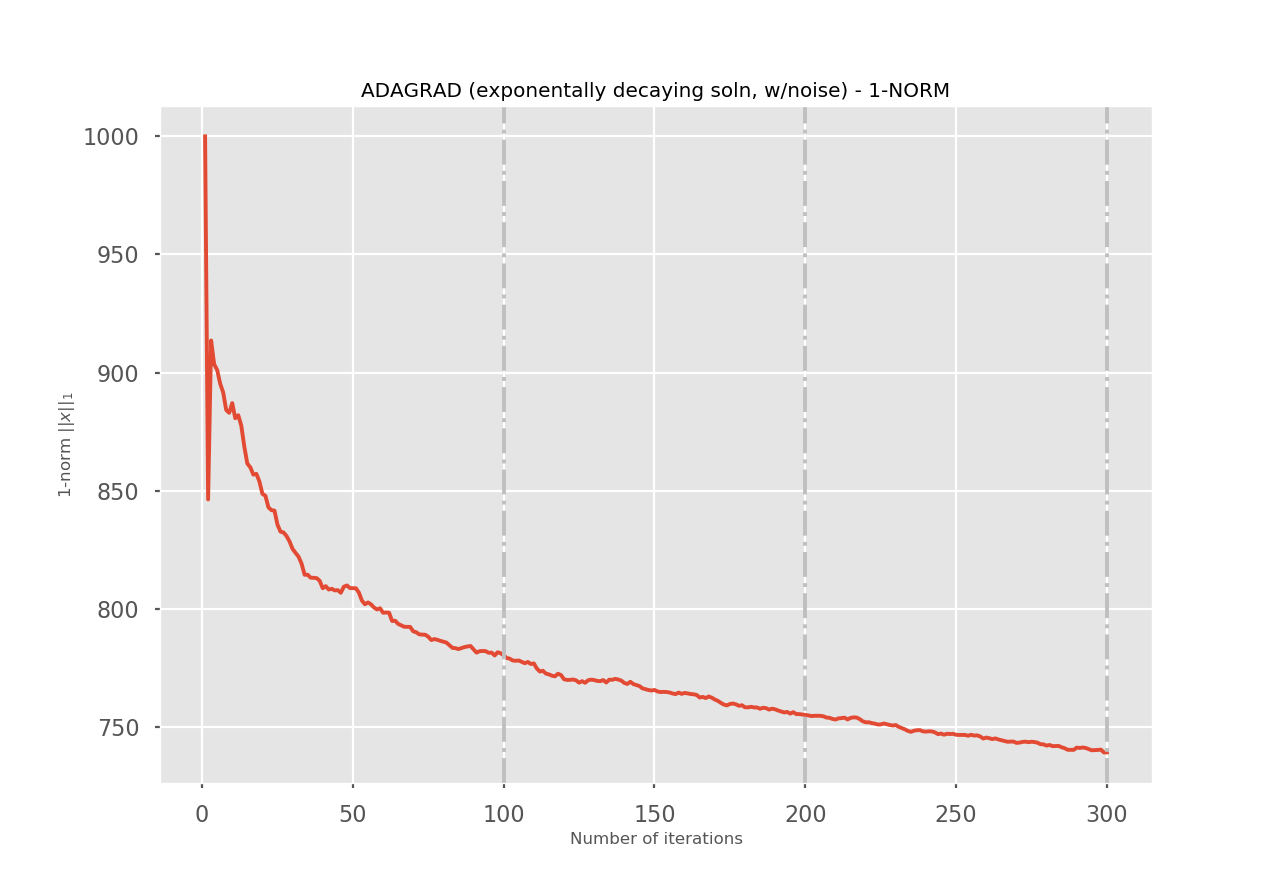 ADAGRAD (exponentially decaying soln, w/noise) - 1-NORM
1000
950
900
850
800
750
1-norm ||x||₁
0 50 100 150 200 250 300
Number of iterations